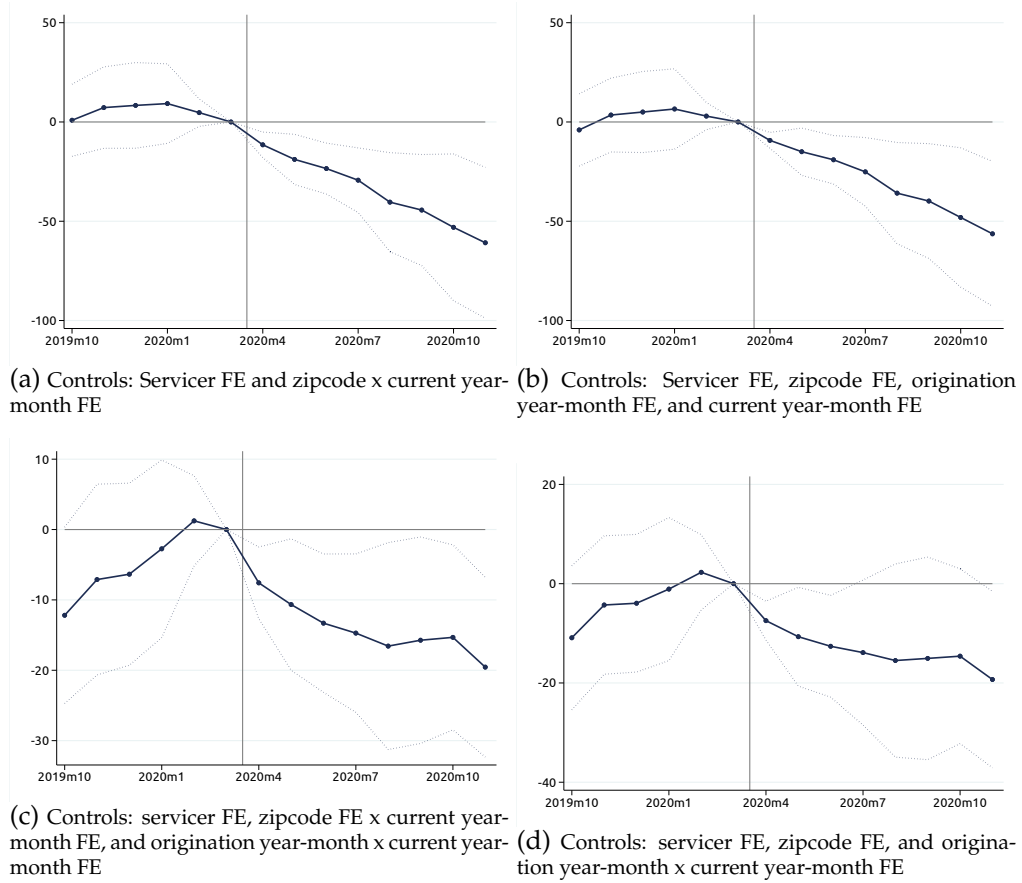 50
0
-50
-100
2019m10 2020m1 2020m4 2020m7 2020m10
(a) Controls: Servicer FE and zipcode x current year-
month FE
50
0
-50
-100
2019m10 2020m1 2020m4 2020m7 2020m10
(b) Controls: Servicer FE, zipcode FE, origination
year-month FE, and current year-month FE
10
0
-10
-20
-30
2019m10 2020m1 2020m4 2020m7 2020m10
(c) Controls: servicer FE, zipcode FE x current year-
month FE, and origination year-month x current year-
month FE
20
0
-20
-40
2019m10 2020m1 2020m4 2020m7 2020m10
(d) Controls: servicer FE, zipcode FE, and origina-
tion year-month x current year-month FE